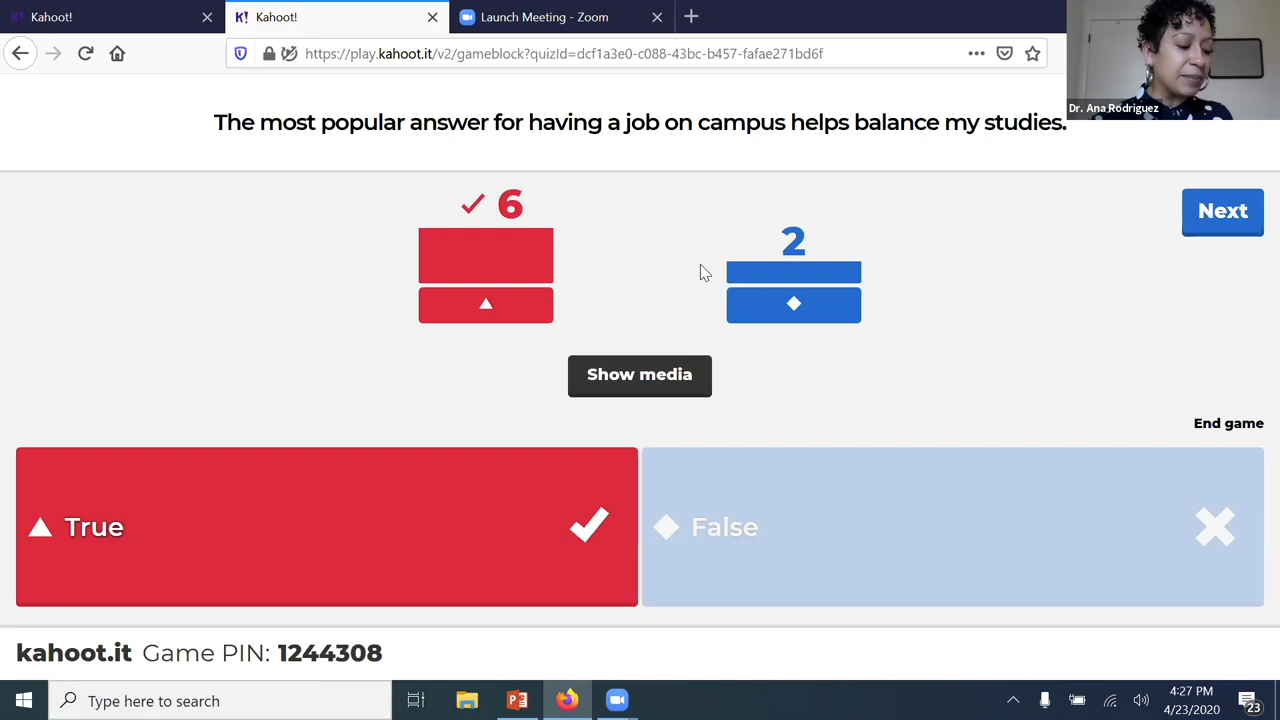 K! Kahoot!
K! Kahoot!
Launch Meeting - Zoom
https://play.kahoot.it/v2/gameblock?quizId=dcf1a3e0-c088-43bc-b457-fafae271bd6f
Dr. Ana Rodriguez
The most popular answer for having a job on campus helps balance my studies.
6
2
Next
Show media
End game
True
False
kahoot.it Game PIN: 1244308
Type here to search
4:27 PM
4/23/2020
23